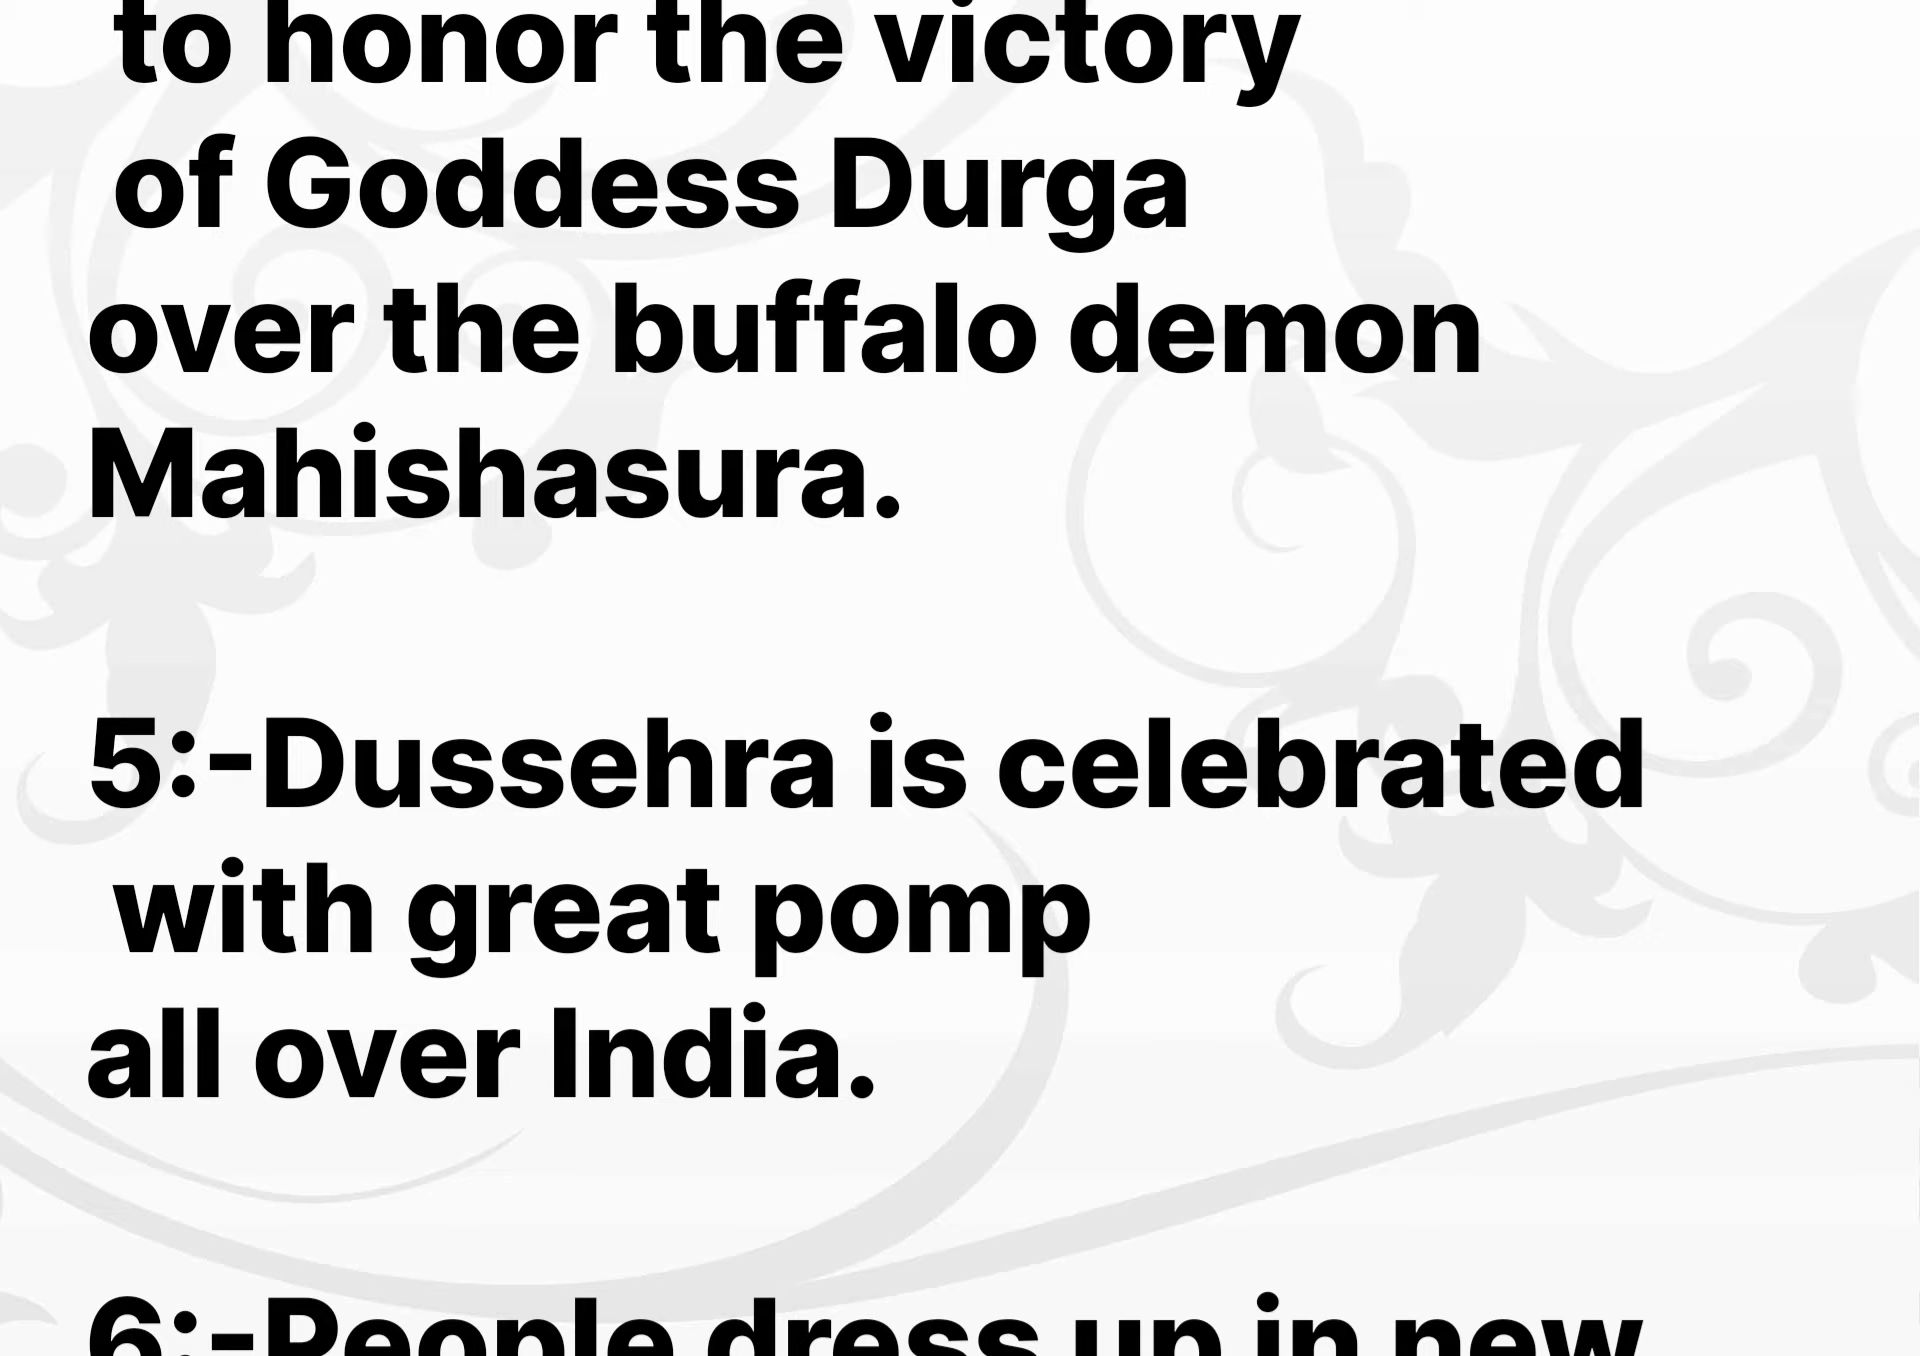 to honor the victory
of Goddess Durga
over the buffalo demon
Mahishasura.
5:-Dussehra is celebrated
with great pomp
all over India.
6:-People dress up in new